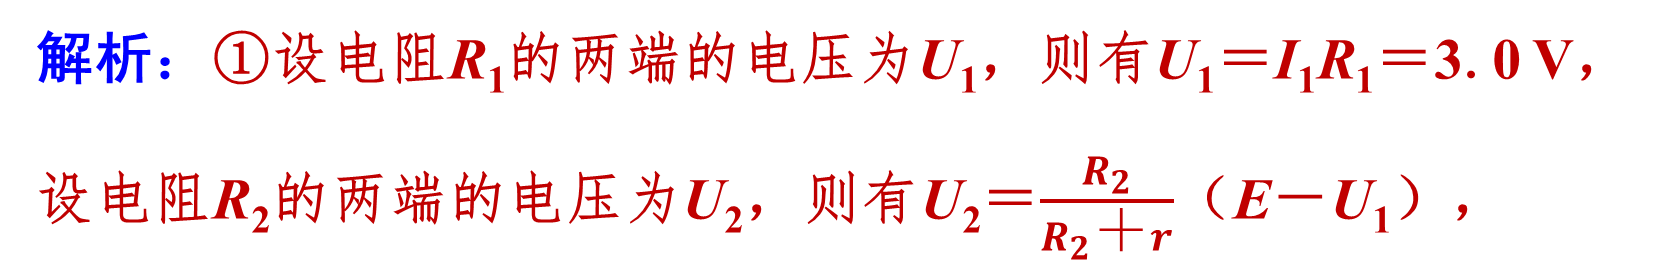 解析：①设电阻R₁的两端的电压为U₁，则有U₁＝I₁R₁＝3.0 V，
设电阻R₂的两端的电压为U₂，则有U₂＝\frac{R₂}{R₂＋r}（E－U₁），